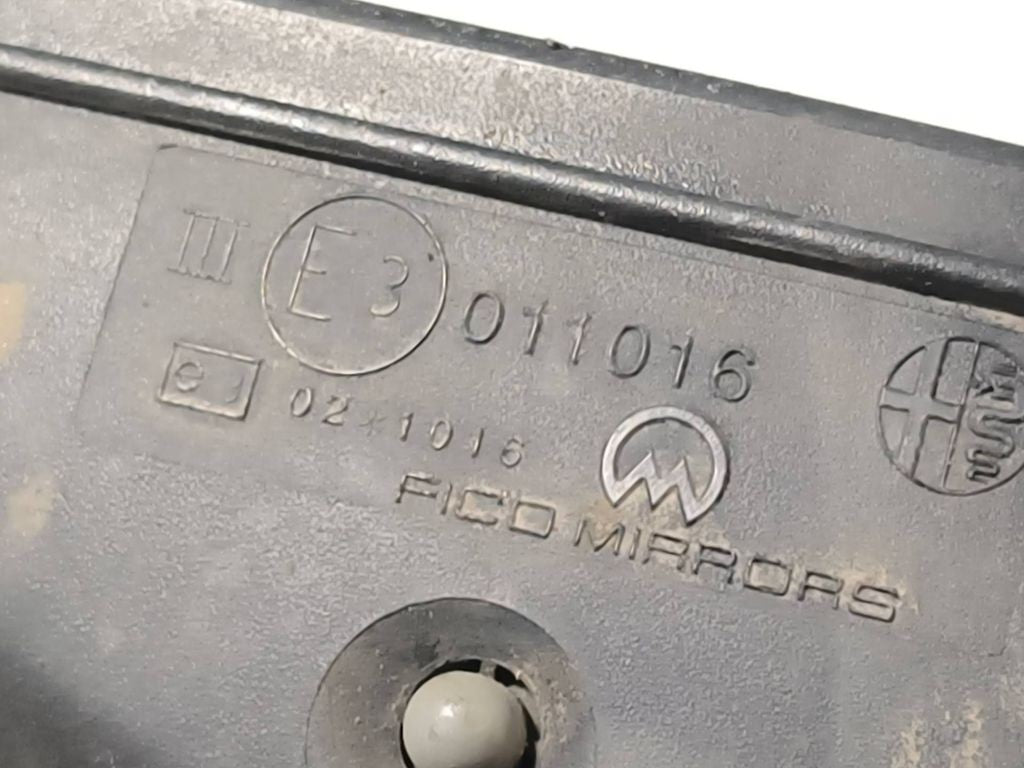 III E3 011016
e3 02*1016
FICO MIRRORS